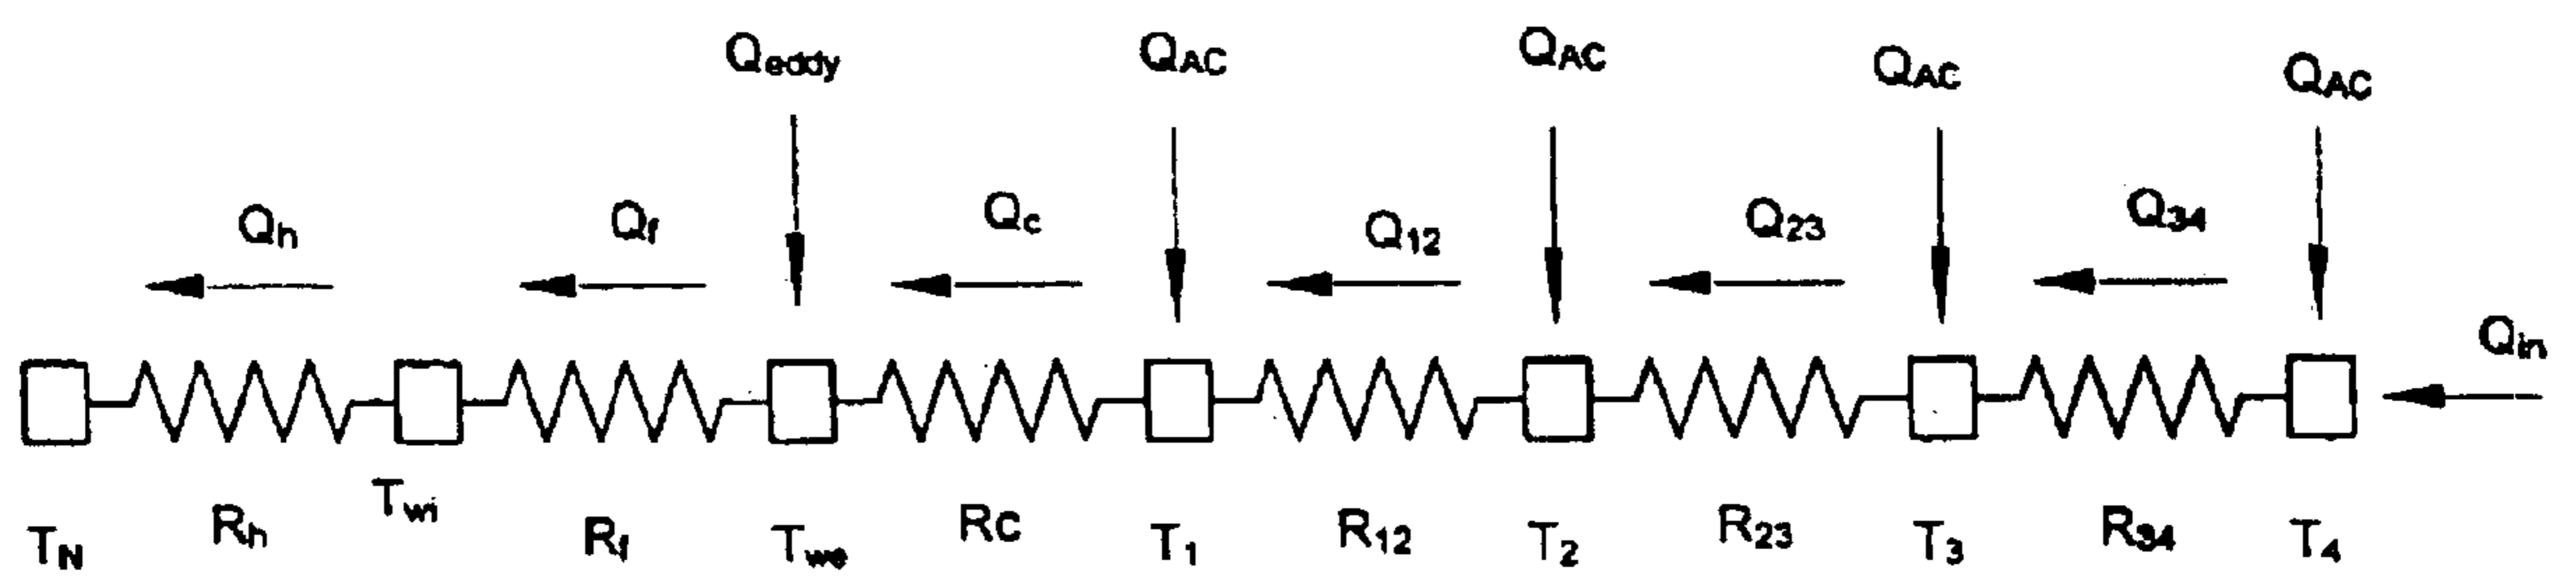 Qeddy QAC QAC QAC QAC
Qh Qf Qc Q12 Q23 Q34
Qin
TN Rh Twi Rf Twe RC T1 R12 T2 R23 T3 R34 T4